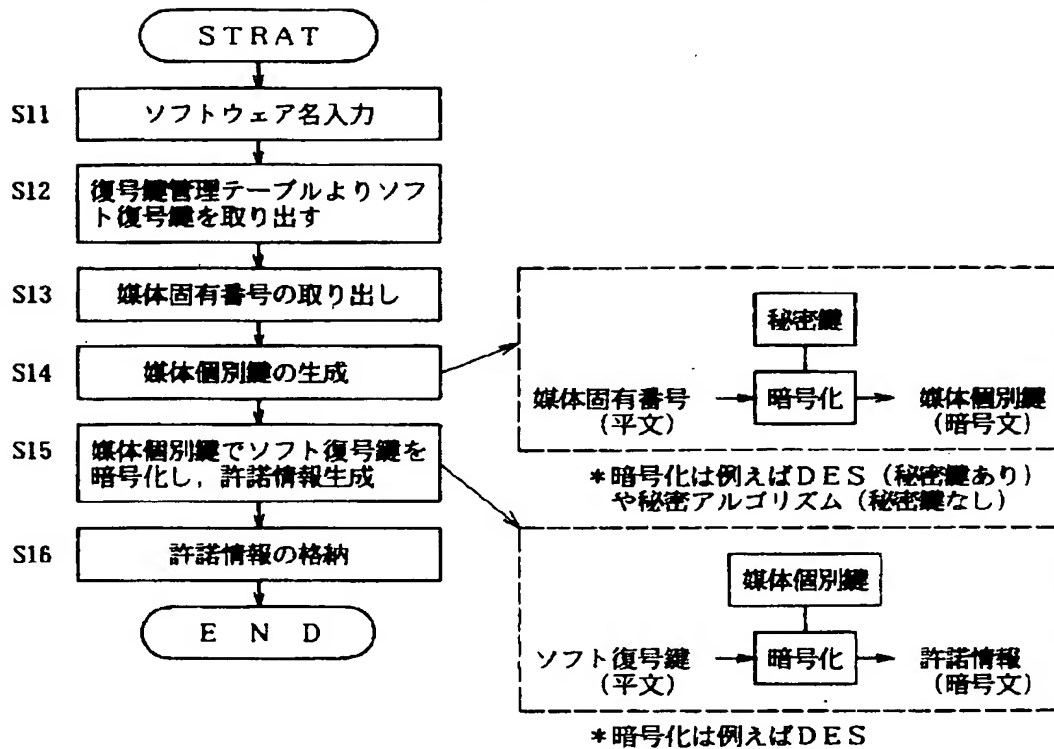 STRAT
S11
ソフトウェア名入力
S12
復号鍵管理テーブルよりソフ
ト復号鍵を取り出す
S13
媒体固有番号の取り出し
S14
媒体個別鍵の生成
S15
媒体個別鍵でソフト復号鍵を
暗号化し,許諾情報生成
S16
許諾情報の格納
END
秘密鍵
媒体固有番号
(平文)
暗号化
媒体個別鍵
(暗号文)
*暗号化は例えばDES(秘密鍵あり)
や秘密アルゴリズム(秘密鍵なし)
媒体個別鍵
ソフト復号鍵
(平文)
暗号化
許諾情報
(暗号文)
*暗号化は例えばDES